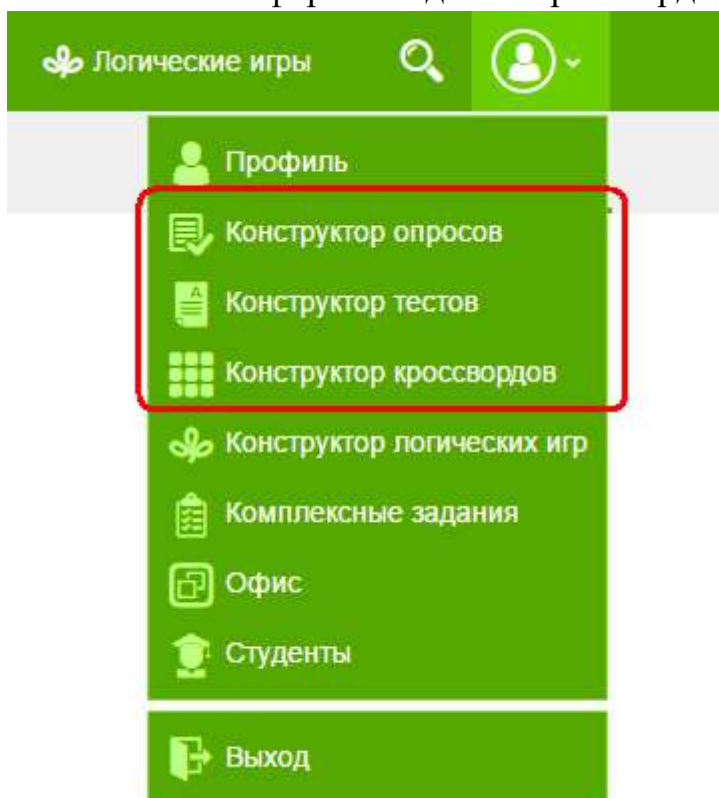 Логические игры
Профиль
Конструктор опросов
Конструктор тестов
Конструктор кроссвордов
Конструктор логических игр
Комплексные задания
Офис
Студенты
Выход